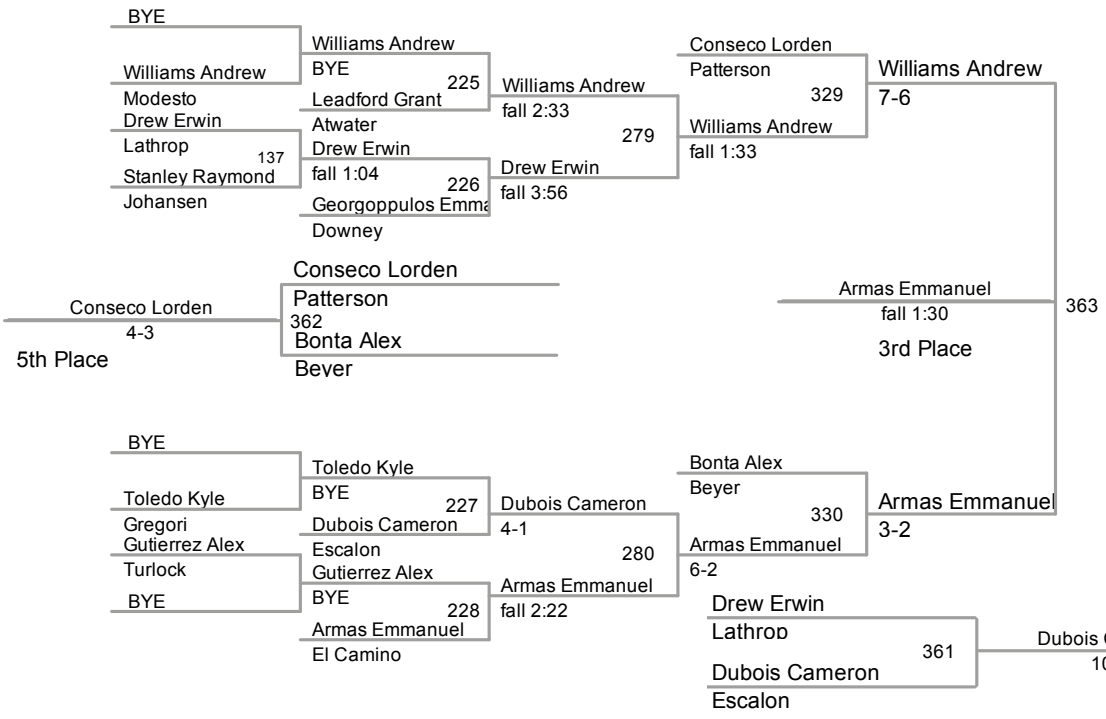 BYE
Williams Andrew
Modesto
Drew Erwin
Lathrop
137
Stanley Raymond
Johansen
Williams Andrew
BYE
225
Leadford Grant
Atwater
Drew Erwin
fall 1:04
226
Georgoppulos Emma
Downey
Williams Andrew
fall 2:33
279
Drew Erwin
fall 3:56
Conseco Lorden
Patterson
329
Williams Andrew
fall 1:33
Williams Andrew
7-6
Conseco Lorden
4-3
5th Place
Conseco Lorden
Patterson
362
Bonta Alex
Beyer
Armas Emmanuel
fall 1:30
3rd Place
363
BYE
Toledo Kyle
Gregori
Gutierrez Alex
Turlock
BYE
Toledo Kyle
BYE
227
Dubois Cameron
Escalon
Gutierrez Alex
BYE
228
Armas Emmanuel
El Camino
Dubois Cameron
4-1
280
Armas Emmanuel
fall 2:22
Bonta Alex
Beyer
330
Armas Emmanuel
6-2
Armas Emmanuel
3-2
Drew Erwin
Lathrop
361
Dubois Cameron
Escalon
Dubois
10